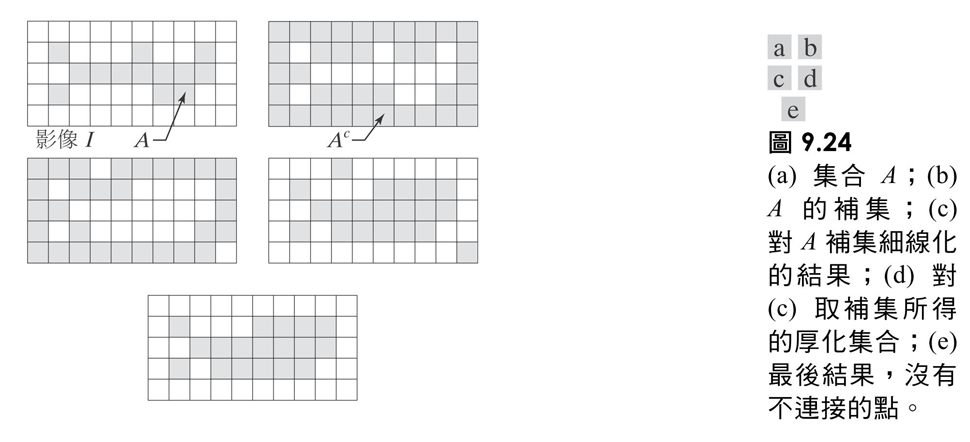 影像 I
A
Aᶜ
a b
c d
e
圖 9.24
(a) 集合 A；(b)
A 的補集；(c)
對 A 補集細線化
的結果；(d) 對
(c) 取補集所得
的厚化集合；(e)
最後結果，沒有
不連接的點。